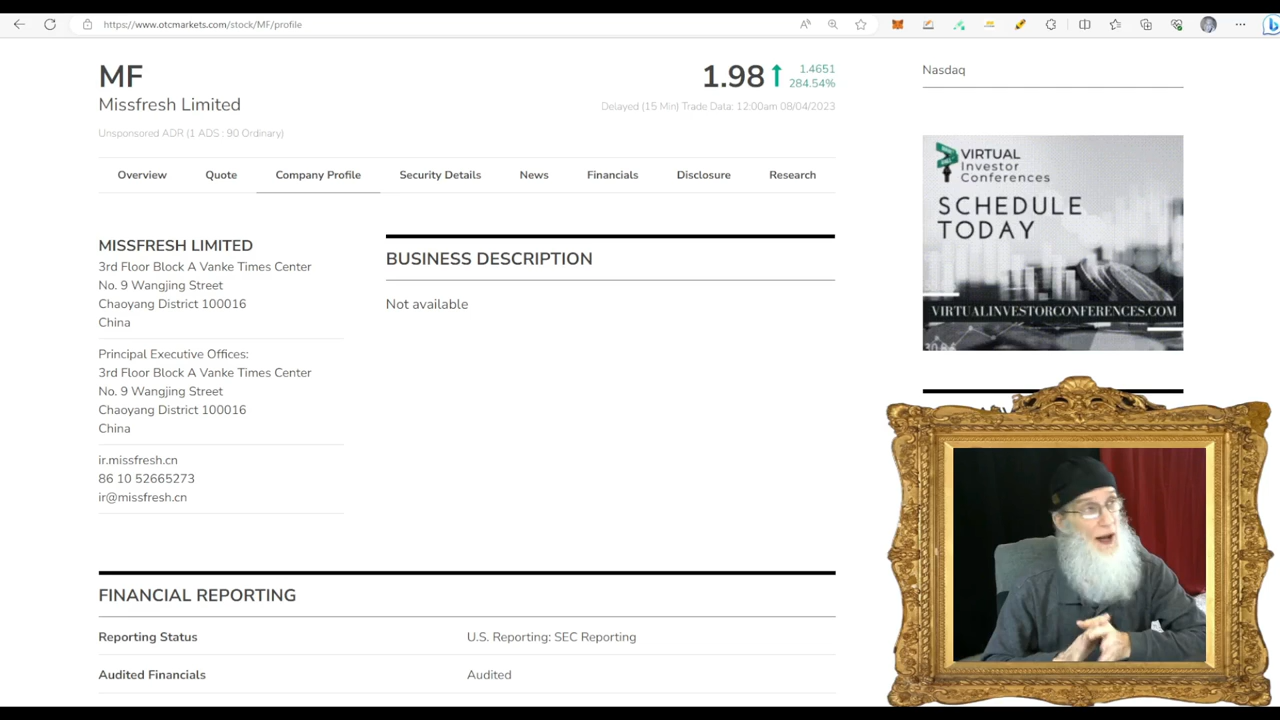 https://www.otcmarkets.com/stock/MF/profile
MF
Missfresh Limited
Unsponsored ADR (1 ADS : 90 Ordinary)
1.98
1.4651
284.54%
Delayed (15 Min) Trade Data: 12:00am 08/04/2023
Nasdaq
Overview
Quote
Company Profile
Security Details
News
Financials
Disclosure
Research
VIRTUAL
Investor
Conferences
SCHEDULE
TODAY
VIRTUALINVESTORCONFERENCES.COM
MISSFRESH LIMITED
3rd Floor Block A Vanke Times Center
No. 9 Wangjing Street
Chaoyang District 100016
China
Principal Executive Offices:
3rd Floor Block A Vanke Times Center
No. 9 Wangjing Street
Chaoyang District 100016
China
ir.missfresh.cn
86 10 52665273
ir@missfresh.cn
BUSINESS DESCRIPTION
Not available
FINANCIAL REPORTING
Reporting Status
U.S. Reporting: SEC Reporting
Audited Financials
Audited